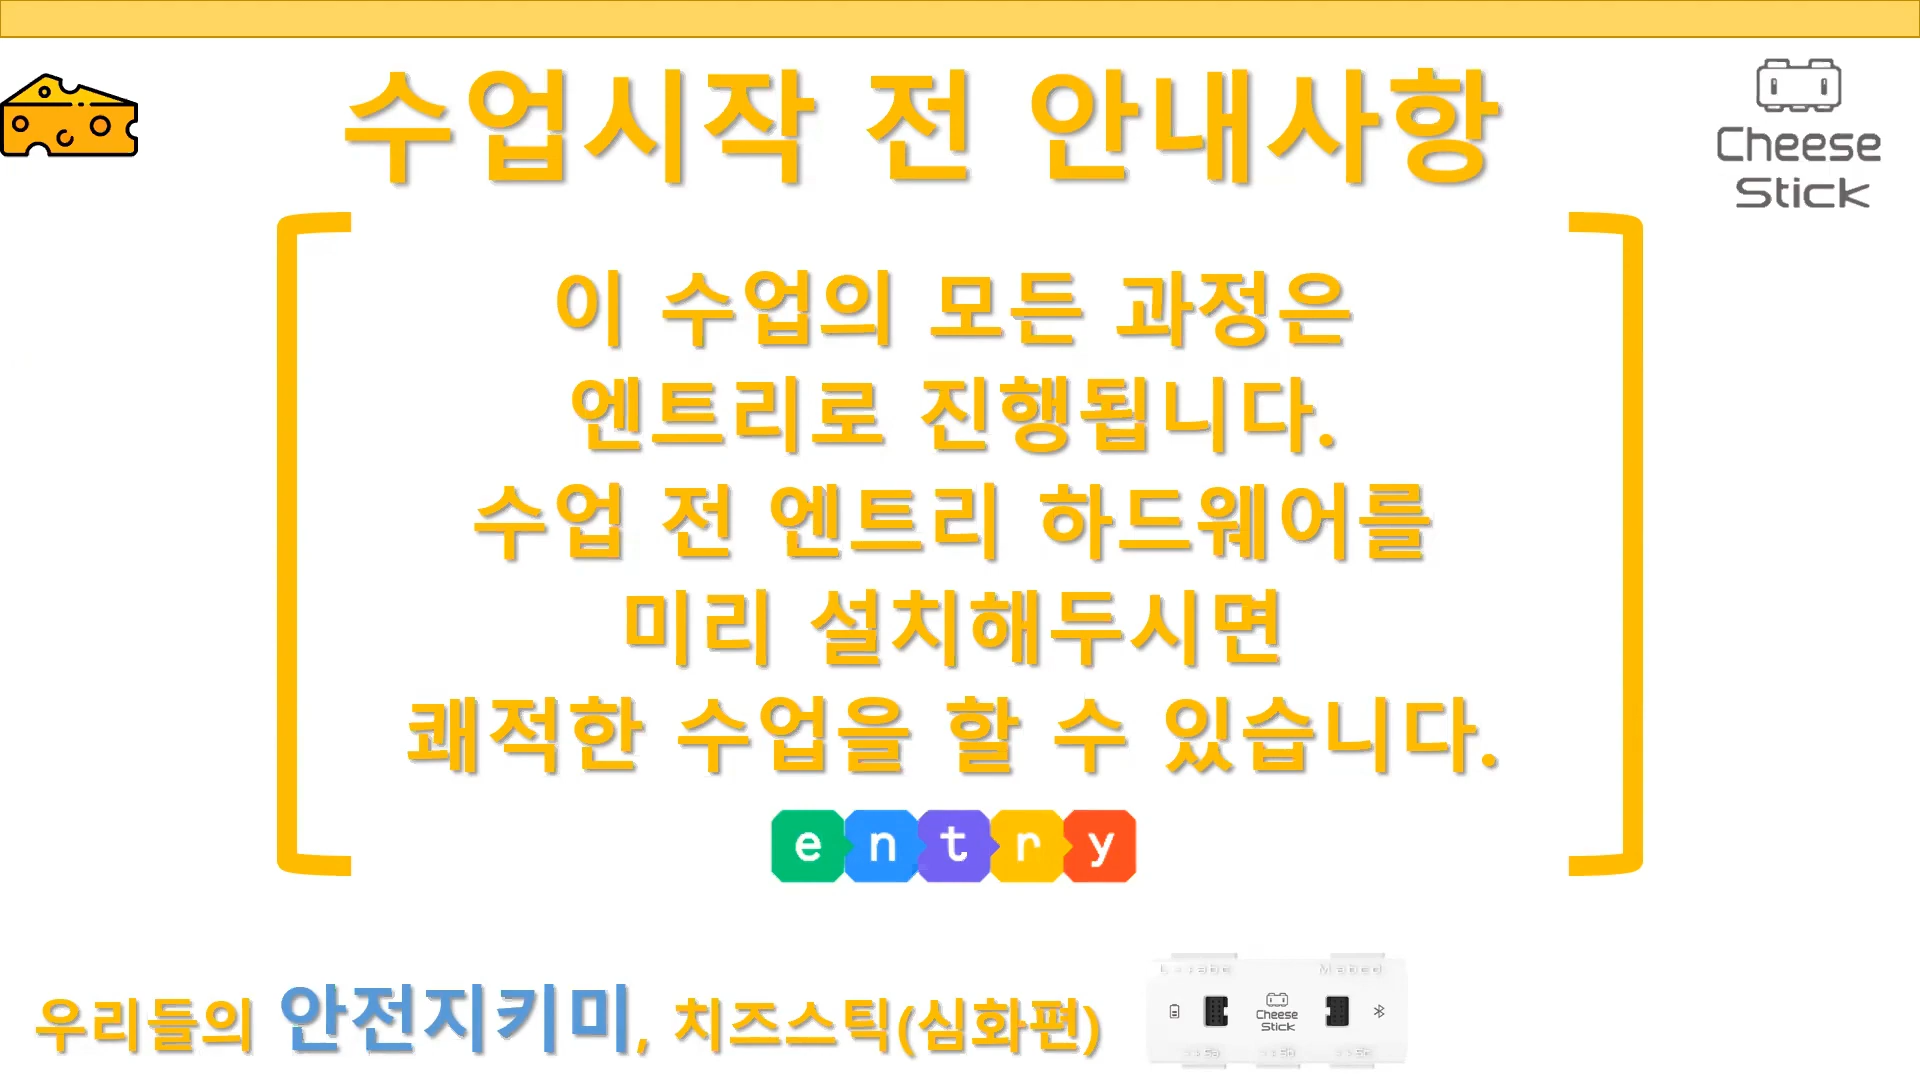 수업시작 전 안내사항
Cheese
Stick
이 수업의 모든 과정은
엔트리로 진행됩니다.
수업 전 엔트리 하드웨어를
미리 설치해두시면
쾌적한 수업을 할 수 있습니다.
entry
우리들의 안전지키미, 치즈스틱(심화편)
Mabcd
Cheese
Stick